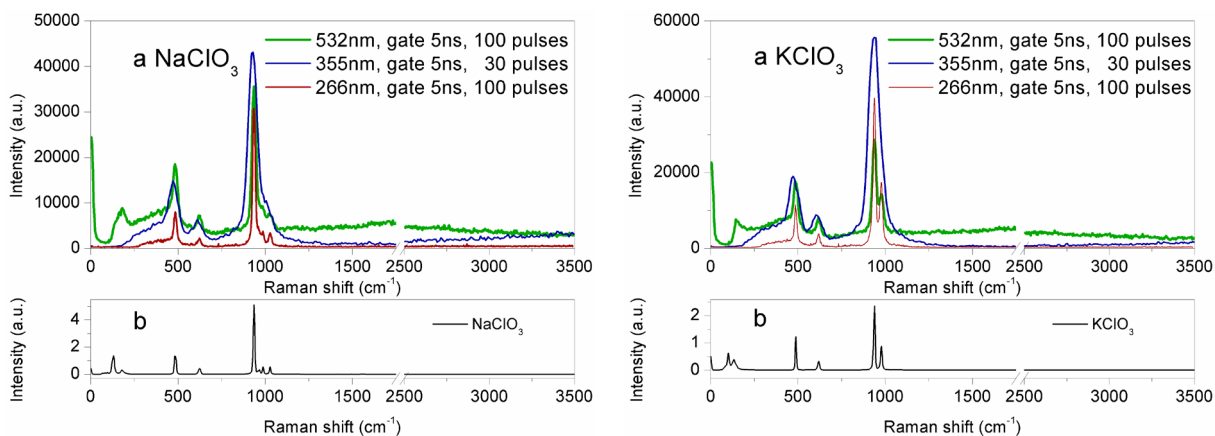 50000
40000
30000
20000
10000
0
Intensity (a.u.)
a NaClO₃
532nm, gate 5ns, 100 pulses
355nm, gate 5ns, 30 pulses
266nm, gate 5ns, 100 pulses
0 500 1000 1500 2500 3000 3500
Raman shift (cm⁻¹)
4
2
0
Intensity (a.u.)
b
NaClO₃
0 500 1000 1500 2500 3000 3500
Raman shift (cm⁻¹)
60000
40000
20000
0
Intensity (a.u.)
a KClO₃
532nm, gate 5ns, 100 pulses
355nm, gate 5ns, 30 pulses
266nm, gate 5ns, 100 pulses
0 500 1000 1500 2500 3000 3500
Raman shift (cm⁻¹)
2
1
0
Intensity (a.u.)
b
KClO₃
0 500 1000 1500 2500 3000 3500
Raman shift (cm⁻¹)